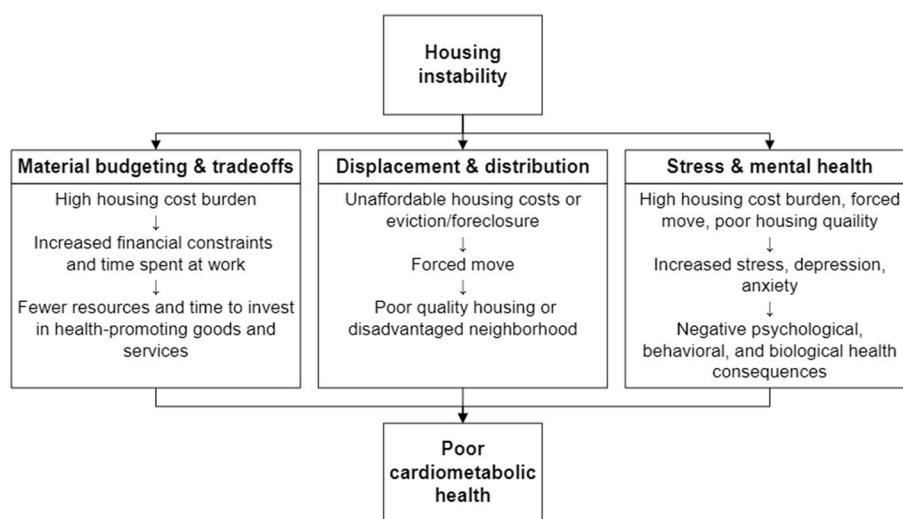 Housing
instability
Material budgeting & tradeoffs
High housing cost burden
↓
Increased financial constraints
and time spent at work
↓
Fewer resources and time to invest
in health-promoting goods and
services
Displacement & distribution
Unaffordable housing costs or
eviction/foreclosure
↓
Forced move
↓
Poor quality housing or
disadvantaged neighborhood
Stress & mental health
High housing cost burden, forced
move, poor housing quaility
↓
Increased stress, depression,
anxiety
↓
Negative psychological,
behavioral, and biological health
consequences
Poor
cardiometabolic
health